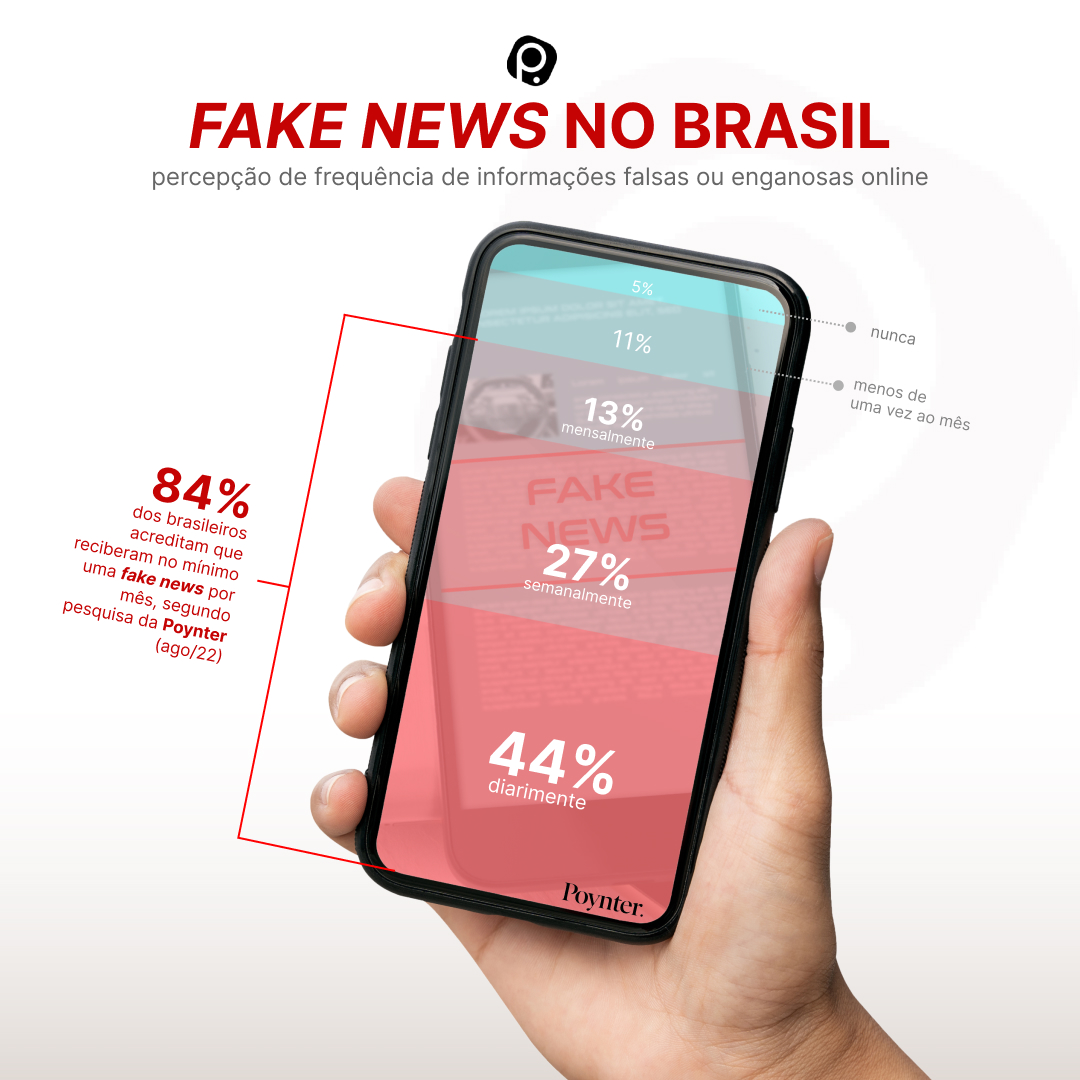 FAKE NEWS NO BRASIL
percepção de frequência de informações falsas ou enganosas online
5%
nunca
11%
menos de
uma vez ao mês
13%
mensalmente
FAKE
NEWS
27%
semanalmente
84%
dos brasileiros
acreditam que
reciberam no mínimo
uma fake news por
mês, segundo
pesquisa da Poynter
(ago/22)
44%
diarimente
Poynter.